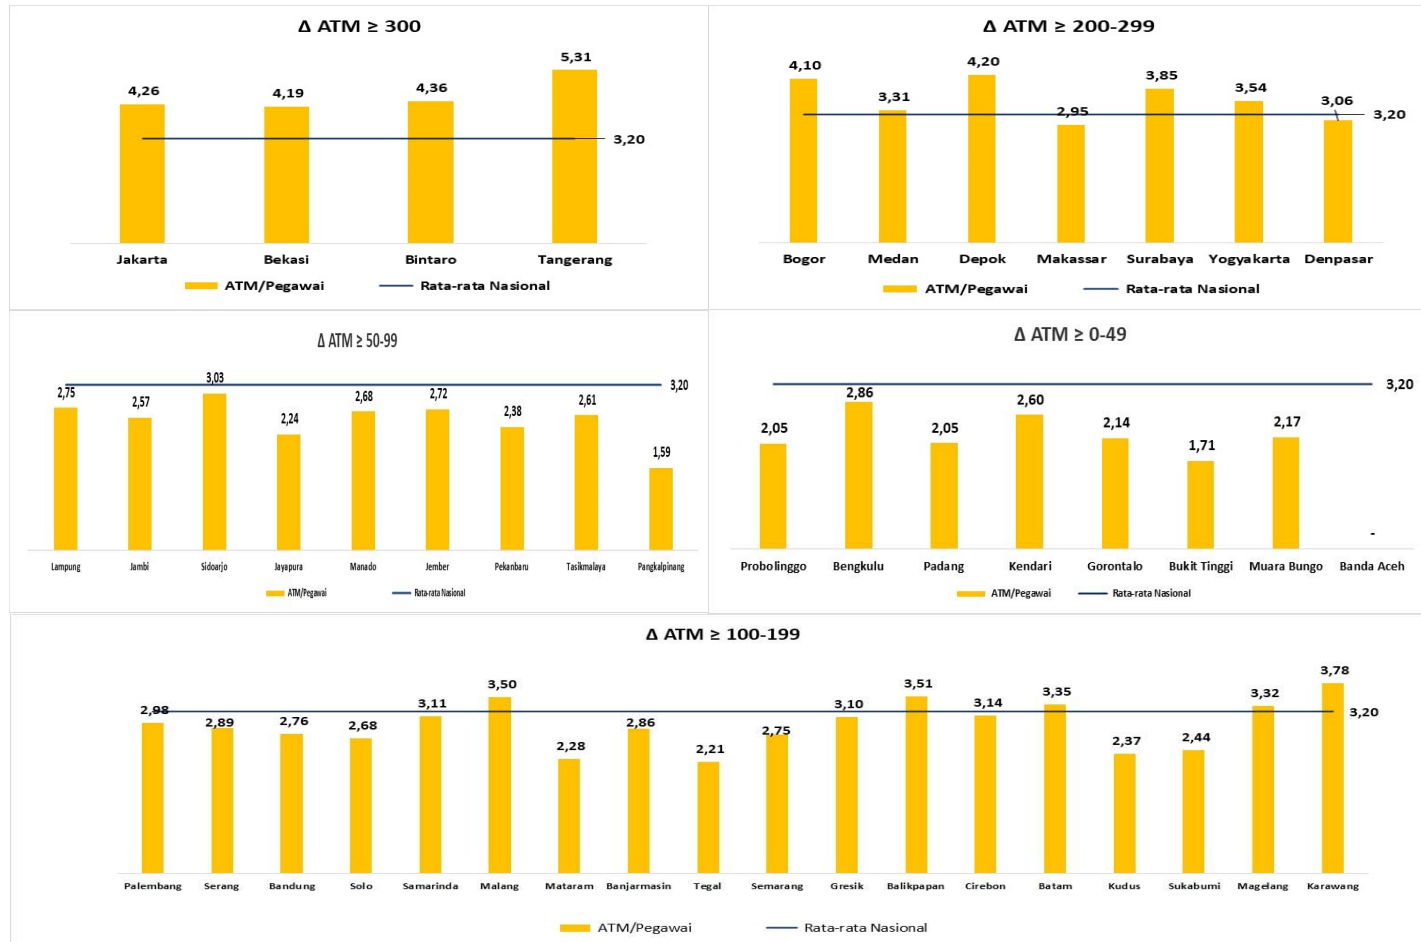 Δ ATM ≥ 300
4,26 4,19 4,36 5,31
3,20
Jakarta Bekasi Bintaro Tangerang
ATM/Pegawai Rata-rata Nasional
Δ ATM ≥ 200-299
4,10 3,31 4,20 2,95 3,85 3,54 3,06
3,20
Bogor Medan Depok Makassar Surabaya Yogyakarta Denpasar
ATM/Pegawai Rata-rata Nasional
Δ ATM ≥ 50-99
2,75 2,57 3,03 2,24 2,68 2,72 2,38 2,61 1,59
3,20
Lampung Jambi Sidoarjo Jayapura Manado Jember Pekanbaru Tasikmalaya Pangkalpinang
ATM/Pegawai Rata-rata Nasional
Δ ATM ≥ 0-49
2,05 2,86 2,05 2,60 2,14 1,71 2,17 -
3,20
Probolinggo Bengkulu Padang Kendari Gorontalo Bukit Tinggi Muara Bungo Banda Aceh
ATM/Pegawai Rata-rata Nasional
Δ ATM ≥ 100-199
2,98 2,89 2,76 2,68 3,11 3,50 2,28 2,86 2,21 2,75 3,10 3,51 3,14 3,35 2,37 2,44 3,32 3,78
3,20
Palembang Serang Bandung Solo Samarinda Malang Mataram Banjarmasin Tegal Semarang Gresik Balikpapan Cirebon Batam Kudus Sukabumi Magelang Karawang
ATM/Pegawai Rata-rata Nasional